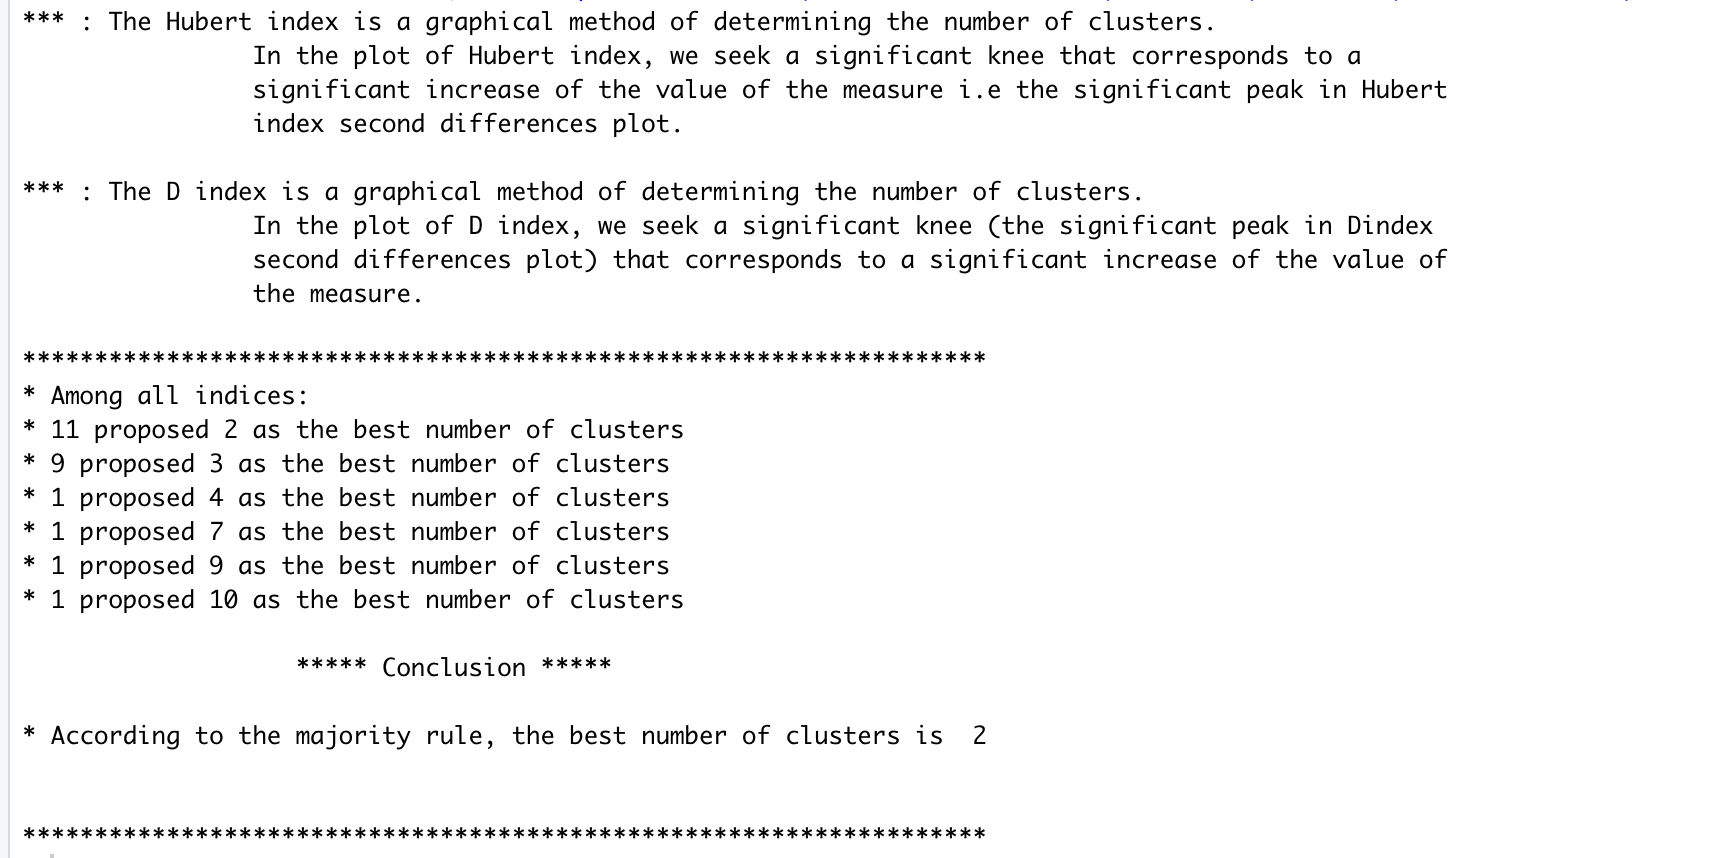 *** : The Hubert index is a graphical method of determining the number of clusters.
In the plot of Hubert index, we seek a significant knee that corresponds to a
significant increase of the value of the measure i.e the significant peak in Hubert
index second differences plot.
*** : The D index is a graphical method of determining the number of clusters.
In the plot of D index, we seek a significant knee (the significant peak in Dindex
second differences plot) that corresponds to a significant increase of the value of
the measure.
*******************************************************************
* Among all indices:
* 11 proposed 2 as the best number of clusters
* 9 proposed 3 as the best number of clusters
* 1 proposed 4 as the best number of clusters
* 1 proposed 7 as the best number of clusters
* 1 proposed 9 as the best number of clusters
* 1 proposed 10 as the best number of clusters
***** Conclusion *****
* According to the majority rule, the best number of clusters is  2
*******************************************************************